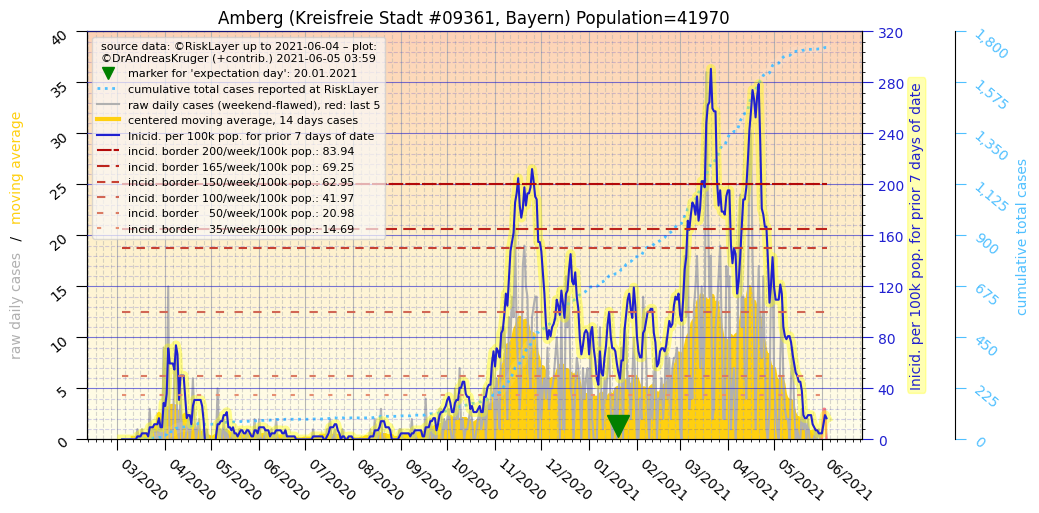 Amberg (Kreisfreie Stadt #09361, Bayern) Population=41970
source data: ©RiskLayer up to 2021-06-04 – plot:
©DrAndreasKruger (+contrib.) 2021-06-05 03:59
marker for 'expectation day': 20.01.2021
cumulative total cases reported at RiskLayer
raw daily cases (weekend-flawed), red: last 5
centered moving average, 14 days cases
Inicid. per 100k pop. for prior 7 days of date
incid. border 200/week/100k pop.: 83.94
incid. border 165/week/100k pop.: 69.25
incid. border 150/week/100k pop.: 62.95
incid. border 100/week/100k pop.: 41.97
incid. border 50/week/100k pop.: 20.98
incid. border 35/week/100k pop.: 14.69
raw daily cases / moving average
40
35
30
25
20
15
10
5
0
320
280
240
200
160
120
80
40
0
Inicid. per 100k pop. for prior 7 days of date
1,800
1,575
1,350
1,125
900
675
450
225
0
cumulative total cases
03/2020
04/2020
05/2020
06/2020
07/2020
08/2020
09/2020
10/2020
11/2020
12/2020
01/2021
02/2021
03/2021
04/2021
05/2021
06/2021